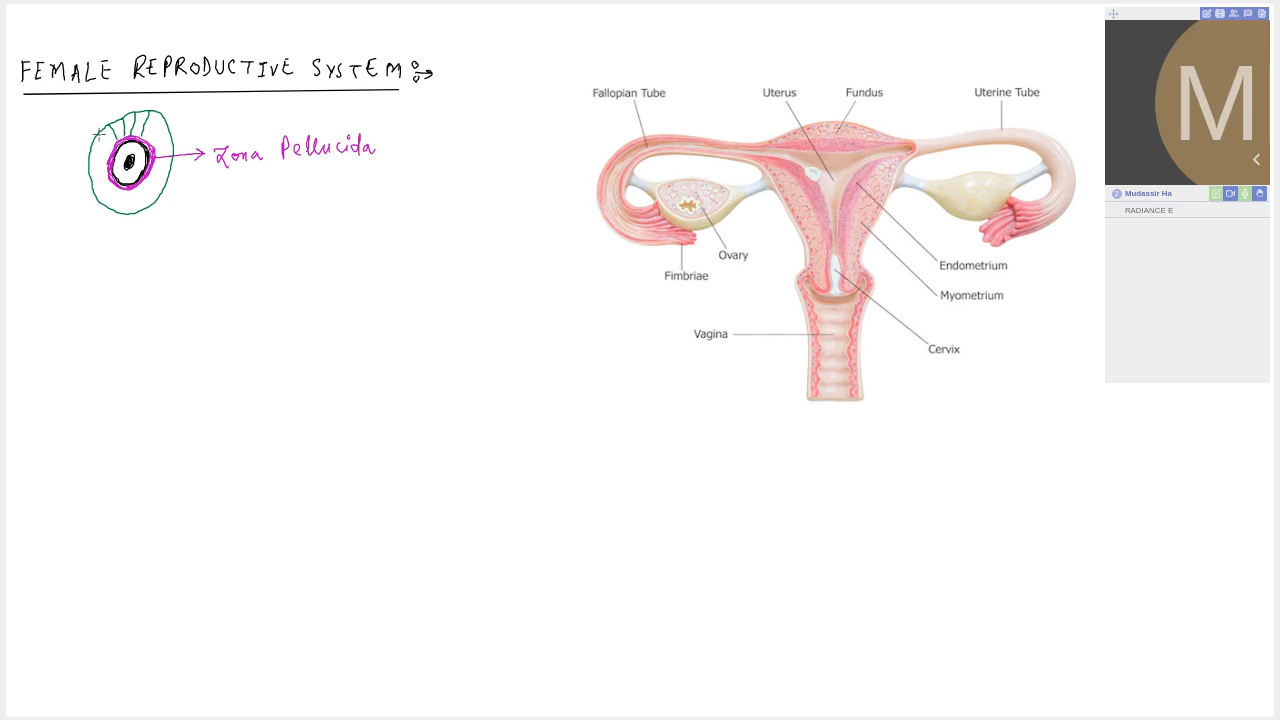 FEMALE REPRODUCTIVE SYSTEM
Zona Pellucida
Fallopian Tube
Uterus
Fundus
Uterine Tube
Ovary
Fimbriae
Endometrium
Myometrium
Vagina
Cervix
M
Mudassir Ha
RADIANCE E